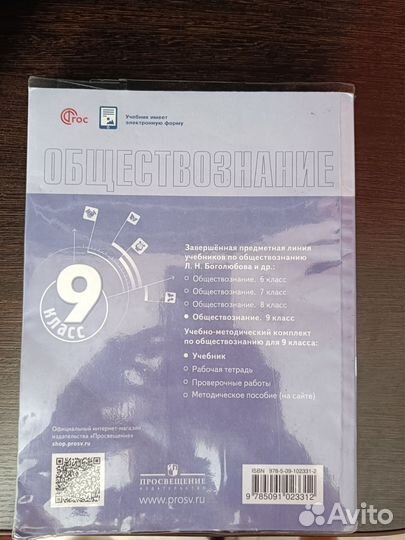 ФГОС
Учебник имеет
электронную форму
ОБЩЕСТВОЗНАНИЕ
Завершённая предметная линия
учебников по обществознанию
Л. Н. Боголюбова и др.:
Обществознание. 6 класс
Обществознание. 7 класс
Обществознание. 8 класс
Обществознание. 9 класс
9
класс
Учебно-методический комплект
по обществознанию для 9 класса:
Учебник
Рабочая тетрадь
Проверочные работы
Методическое пособие (на сайте)
Официальный интернет-магазин
издательства «Просвещение»
shop.prosv.ru
ПРОСВЕЩЕНИЕ
ИЗДАТЕЛЬСТВО
www.prosv.ru
ISBN 978-5-09-102331-2
9 785091 023312
Avito